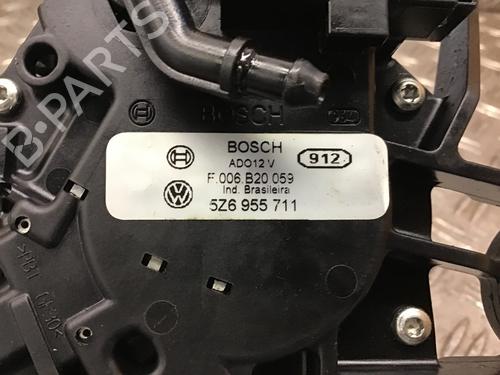 BOSCH
BOSCH
ADO12 V
912
F.006.B20 059
Ind. Brasileira
5Z6 955 711
B-PARTS